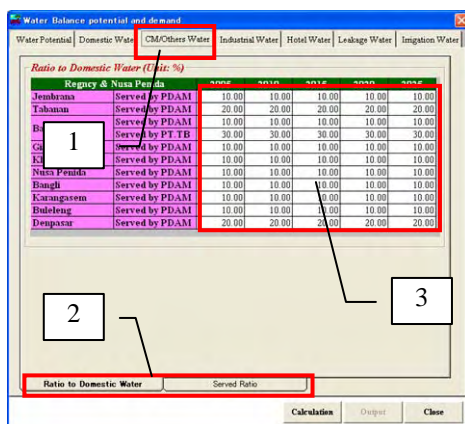 Water Balance potential and demand
Water Potential Domestic Water CM/Others Water Industrial Water Hotel Water Leakage Water Irrigation Water
Ratio to Domestic Water (Unit: %)
Regency & Nusa Penida 2005 2010 2015 2020 2025
Jembrana Served by PDAM 10.00 10.00 10.00 10.00 10.00
Tabanan Served by PDAM 20.00 20.00 20.00 20.00 20.00
Served by PDAM 10.00 10.00 10.00 10.00 10.00
Served by PT.TB 30.00 30.00 30.00 30.00 30.00
Served by PDAM 10.00 10.00 10.00 10.00 10.00
Served by PDAM 10.00 10.00 10.00 10.00 10.00
Nusa Penida Served by PDAM 10.00 10.00 10.00 10.00 10.00
Bangli Served by PDAM 10.00 10.00 10.00 10.00 10.00
Karangasem Served by PDAM 10.00 10.00 10.00 10.00 10.00
Buleleng Served by PDAM 10.00 10.00 10.00 10.00 10.00
Denpasar Served by PDAM 20.00 20.00 20.00 20.00 20.00
1
2
3
Ratio to Domestic Water Served Ratio
Calculation Output Close